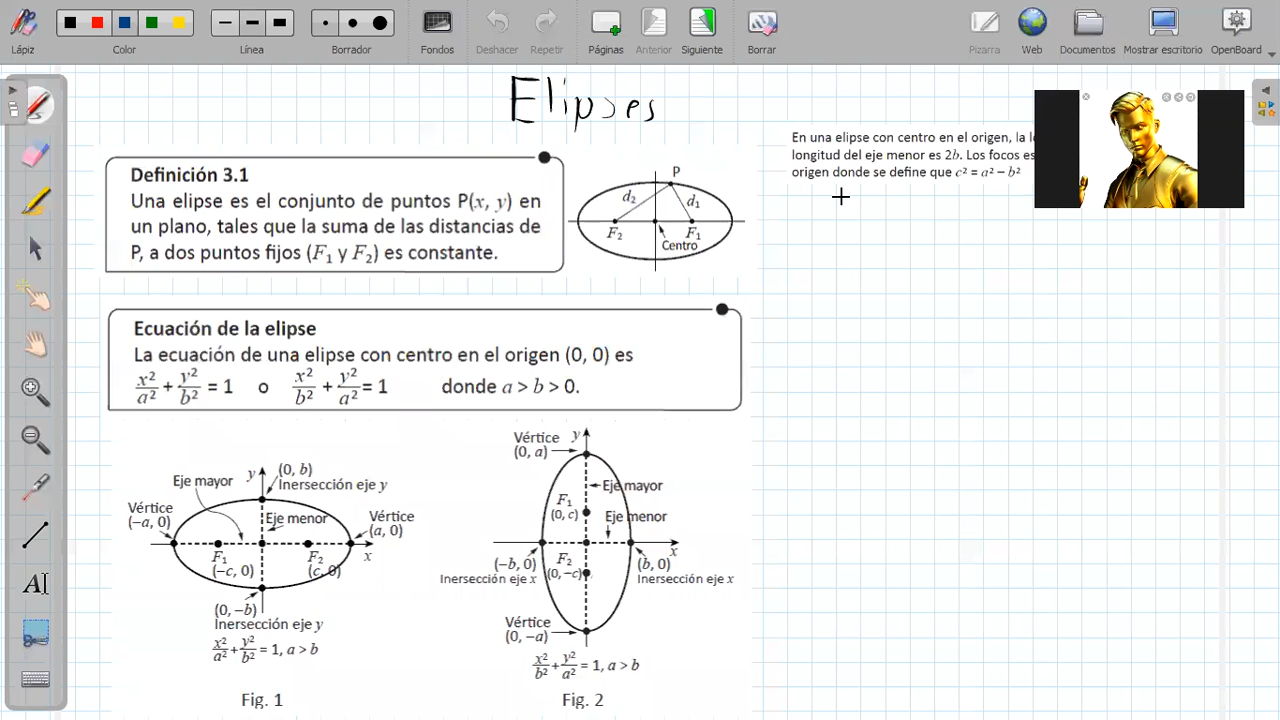 Lápiz
Color
Línea
Borrador
Fondos
Deshacer
Repetir
Páginas
Anterior
Siguiente
Borrar
Pizarra
Web
Documentos
Mostrar escritorio
OpenBoard
Elipses
Definición 3.1
Una elipse es el conjunto de puntos P(x, y) en
un plano, tales que la suma de las distancias de
P, a dos puntos fijos (F₁ y F₂) es constante.
P
d₂
d₁
F₂
F₁
Centro
En una elipse con centro en el origen, la
longitud del eje menor es 2b. Los focos
origen donde se define que c² = a² − b²
Ecuación de la elipse
La ecuación de una elipse con centro en el origen (0, 0) es
x²/a² + y²/b² = 1 o x²/b² + y²/a² = 1 donde a > b > 0.
y
(0, b)
Inersección eje y
Eje mayor
Eje menor
Vértice
(−a, 0)
Vértice
(a, 0)
x
F₁
(−c, 0)
F₂
(c, 0)
(0, −b)
Inersección eje y
x²/a² + y²/b² = 1, a > b
Fig. 1
Vértice
(0, a)
y
Eje mayor
F₁
(0, c)
Eje menor
x
(−b, 0)
Inersección eje x
F₂
(0, −c)
(b, 0)
Inersección eje x
Vértice
(0, −a)
x²/b² + y²/a² = 1, a > b
Fig. 2